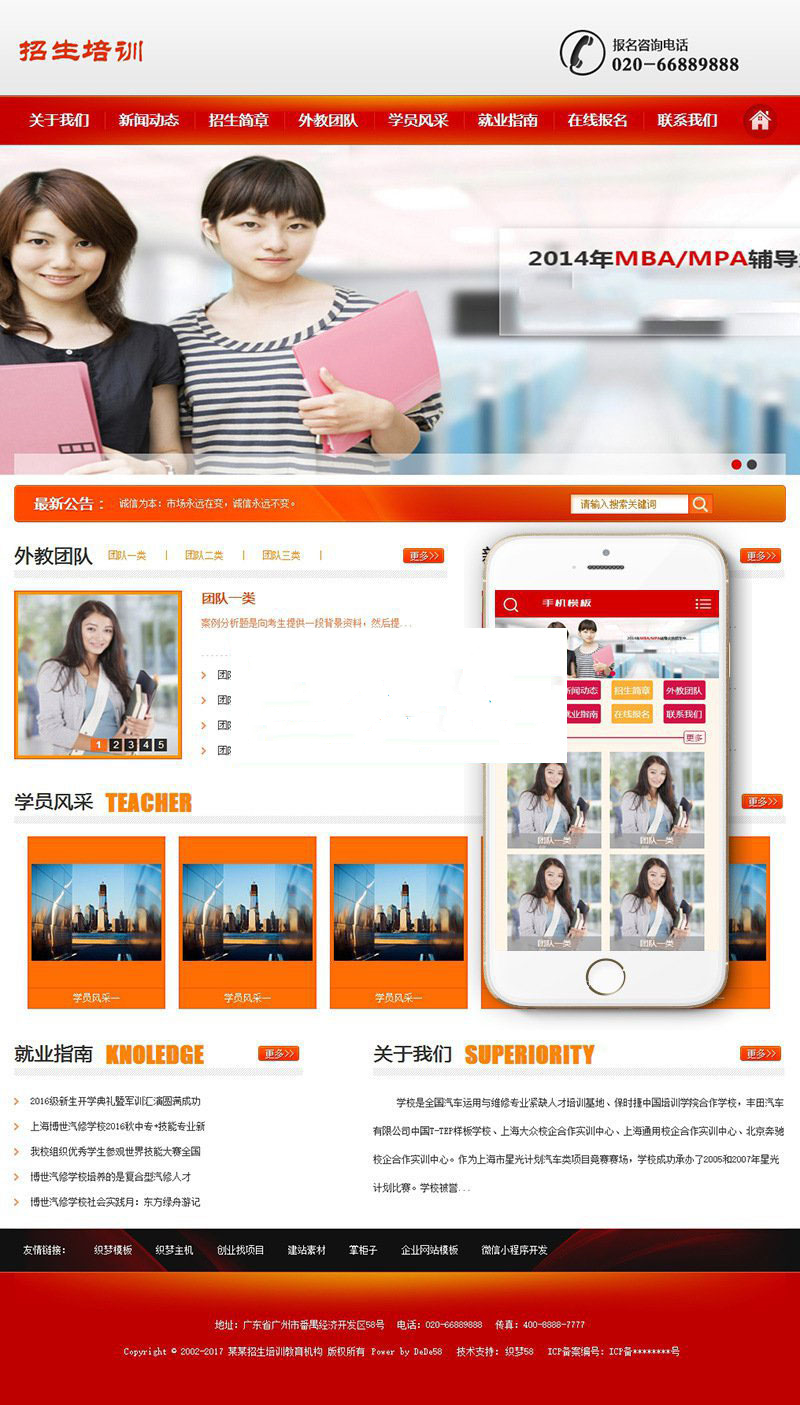 招生培训
报名咨询电话
020-66889888
关于我们 新闻动态 招生简章 外教团队 学员风采 就业指南 在线报名 联系我们
2014年MBA/MPA辅导
最新公告： 诚信为本：市场永远在变，诚信永远不变。 请输入搜索关键词
外教团队 团队一类 | 团队二类 | 团队三类 | 更多>>
更多>>
团队一类
案例分析题是向考生提供一段背景资料，然后提...
团
团
团
团
1 2 3 4 5
手机模板
新闻动态 招生简章 外教团队
就业指南 在线报名 联系我们
更多
团队一类 团队一类
团队一类 团队一类
学员风采 TEACHER 更多>>
学员风采一 学员风采一 学员风采一
就业指南 KNOLEDGE 更多>>
2016级新生开学典礼暨军训汇演圆满成功
上海博世汽修学校2016秋中专+技能专业新
我校组织优秀学生参观世界技能大赛全国
博世汽修学校培养的是复合型汽修人才
博世汽修学校社会实践月：东方绿舟游记
关于我们 SUPERIORITY 更多>>
学校是全国汽车运用与维修专业紧缺人才培训基地、保时捷中国培训学院合作学校，丰田汽车
有限公司中国T-TEP样板学校、上海大众校企合作实训中心、上海通用校企合作实训中心、北京奔驰
校企合作实训中心。作为上海市星光计划汽车类项目竞赛赛场，学校成功承办了2005和2007年星光
计划比赛。学校被誉...
友情链接： 织梦模板 织梦主机 创业找项目 建站素材 掌柜子 企业网站模板 微信小程序开发
地址：广东省广州市番禺经济开发区58号 电话：020-66889888 传真：400-8888-7777
Copyright © 2002-2017 某某招生培训教育机构 版权所有 Power by DeDe58 技术支持：织梦58 ICP备案编号：ICP备********号